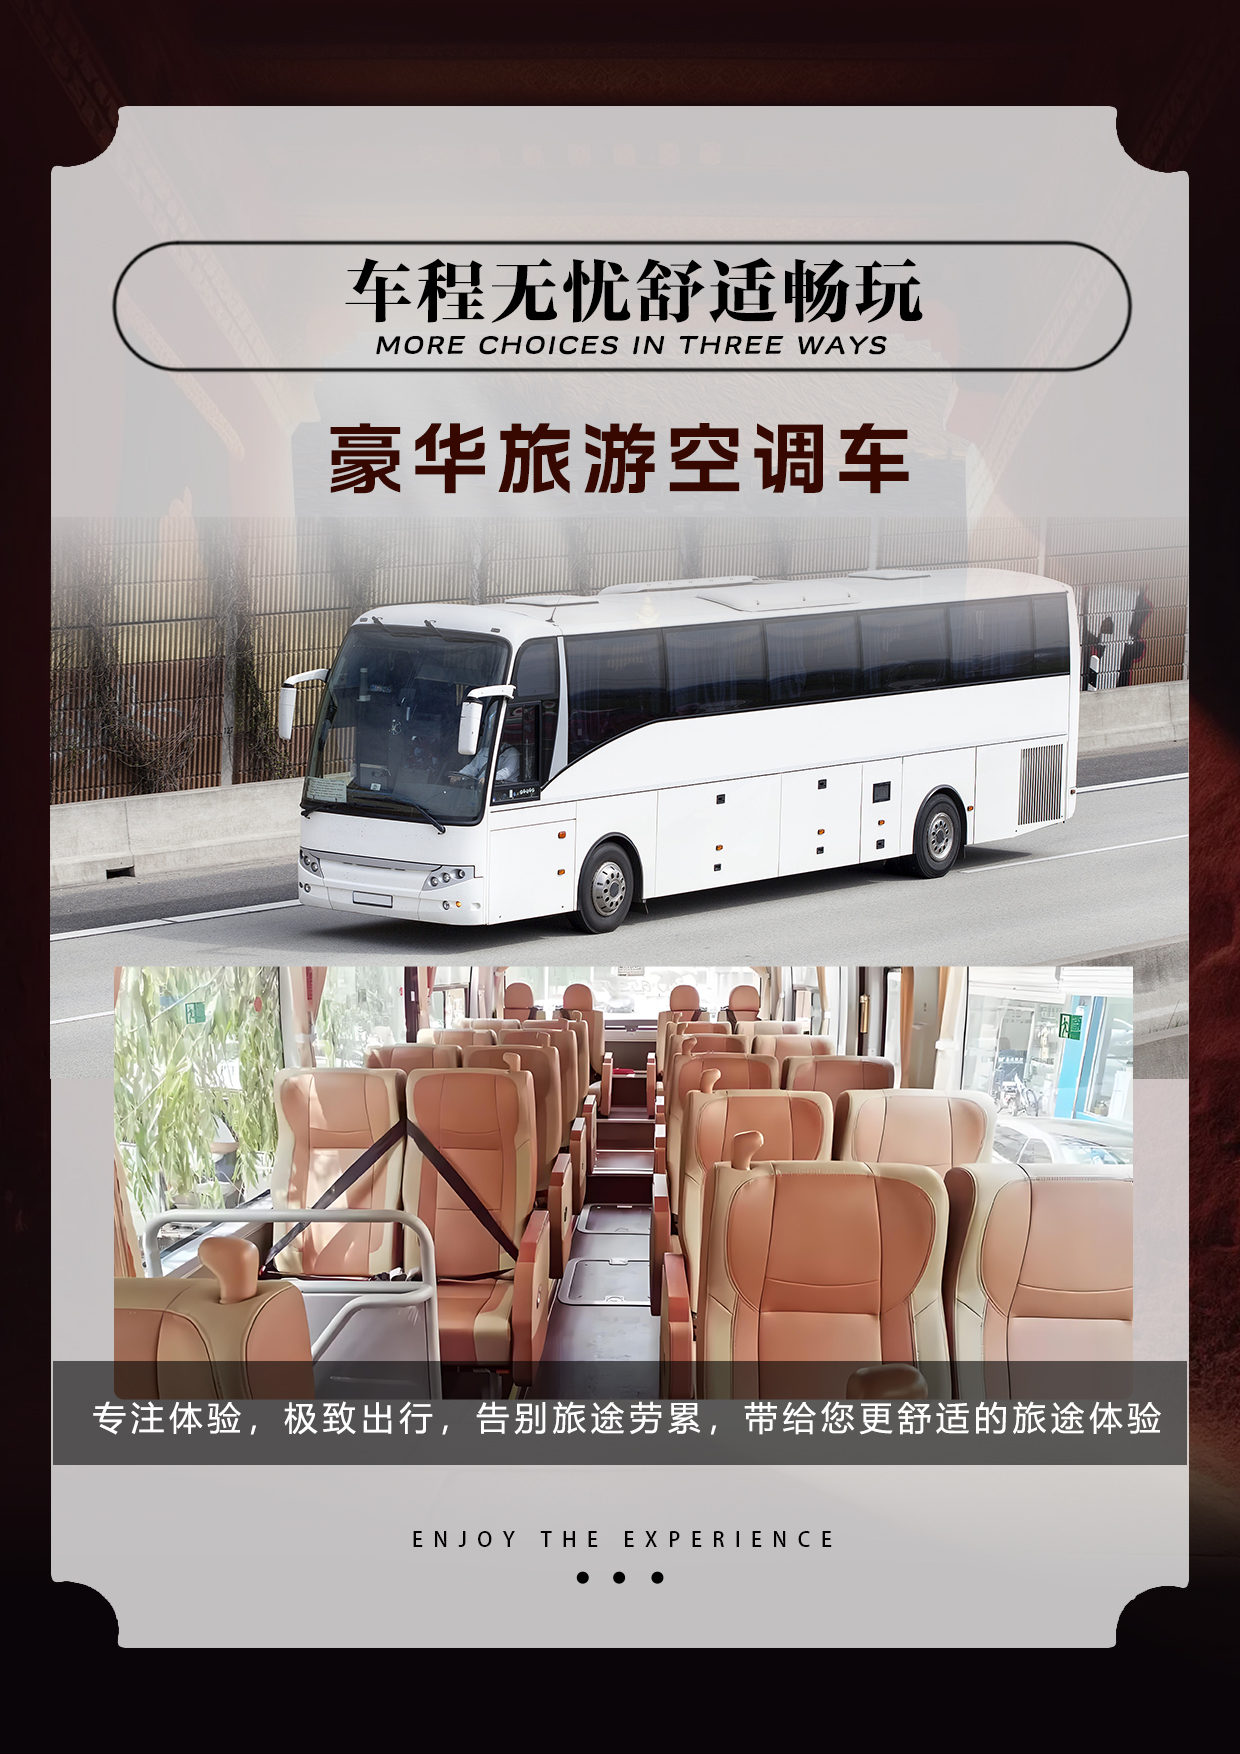 车程无忧舒适畅玩
MORE CHOICES IN THREE WAYS
豪华旅游空调车
专注体验，极致出行，告别旅途劳累，带给您更舒适的旅途体验
ENJOY THE EXPERIENCE